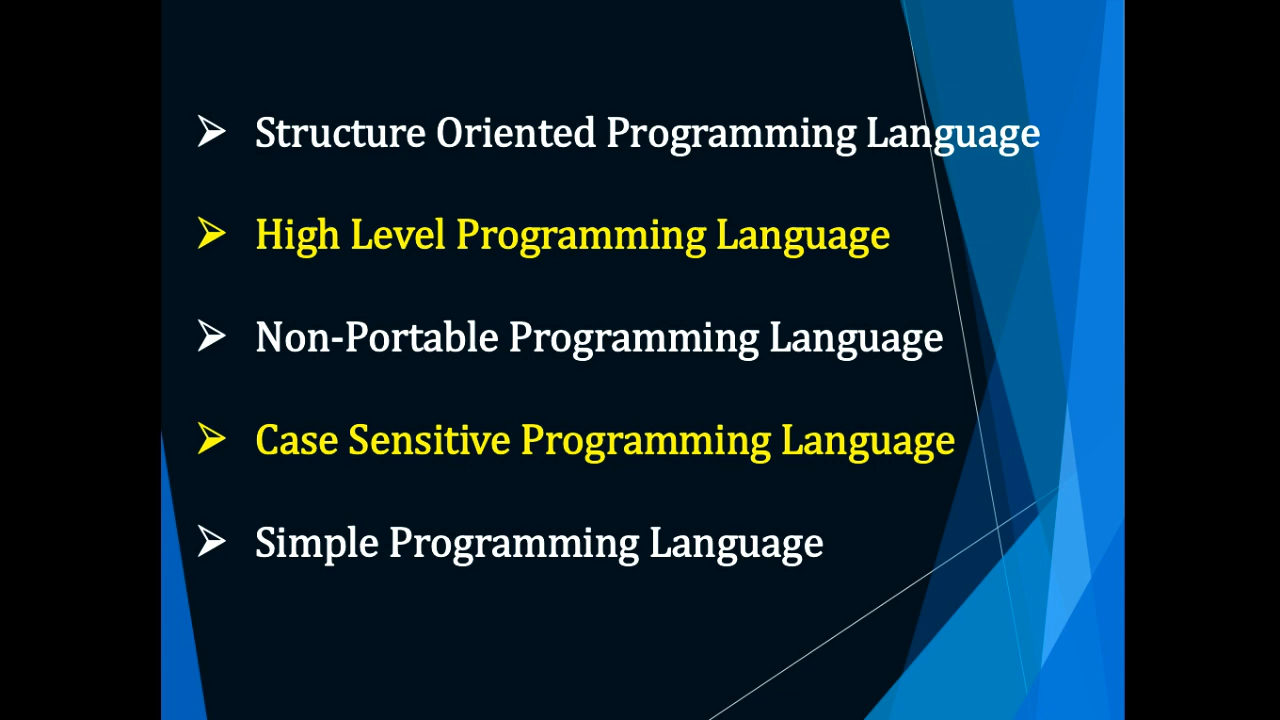 ➢ Structure Oriented Programming Language
➢ High Level Programming Language
➢ Non-Portable Programming Language
➢ Case Sensitive Programming Language
➢ Simple Programming Language